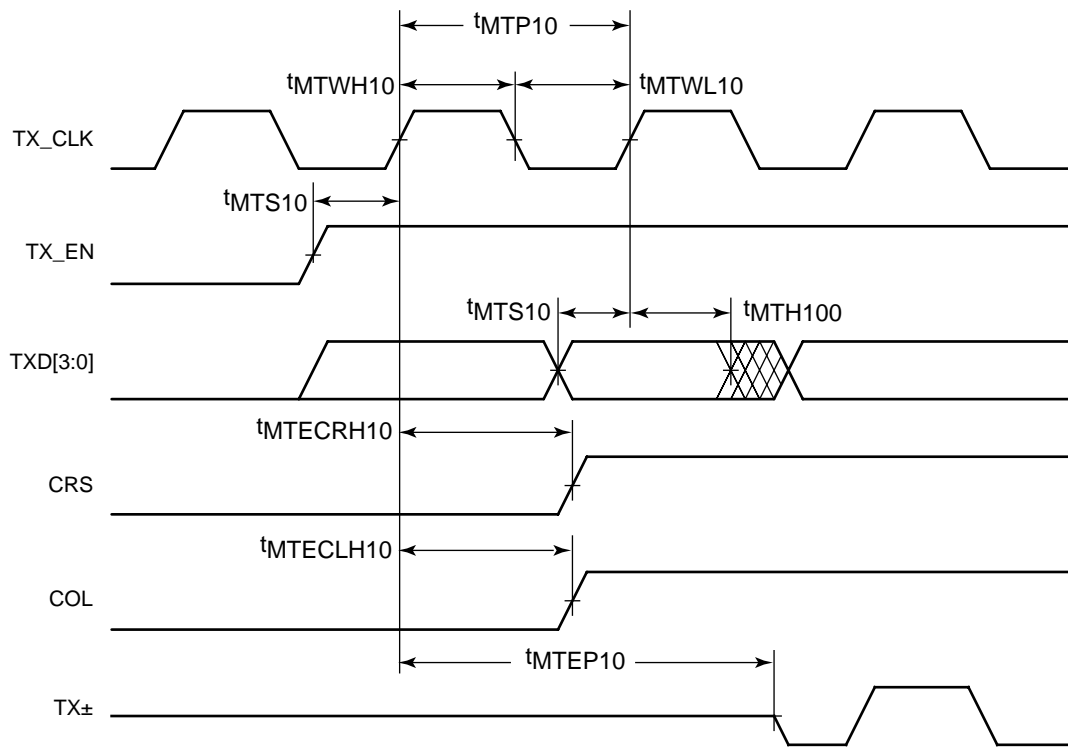 tMTP10
tMTWH10
tMTWL10
TX_CLK
tMTS10
TX_EN
tMTS10
tMTH100
TXD[3:0]
tMTECRH10
CRS
tMTECLH10
COL
tMTEP10
TX±